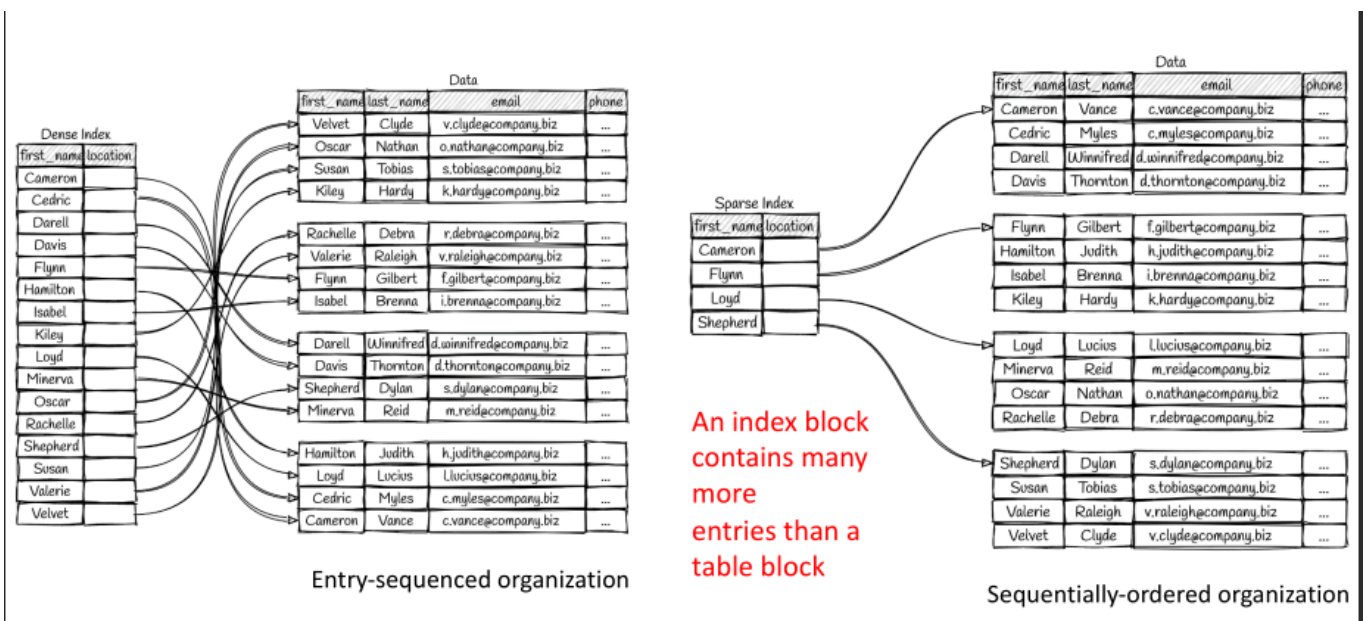 Dense Index
first_name location
Cameron
Cedric
Darell
Davis
Flynn
Hamilton
Isabel
Kiley
Loyd
Minerva
Oscar
Rachelle
Shepherd
Susan
Valerie
Velvet
Data
first_name last_name email phone
Velvet Clyde v.clyde@company.biz ...
Oscar Nathan o.nathan@company.biz ...
Susan Tobias s.tobias@company.biz ...
Kiley Hardy k.hardy@company.biz ...
Rachelle Debra r.debra@company.biz ...
Valerie Raleigh v.raleigh@company.biz ...
Flynn Gilbert f.gilbert@company.biz ...
Isabel Brenna i.brenna@company.biz ...
Darell Winnifred d.winnifred@company.biz ...
Davis Thornton d.thornton@company.biz ...
Shepherd Dylan s.dylan@company.biz ...
Minerva Reid m.reid@company.biz ...
Hamilton Judith h.judith@company.biz ...
Loyd Lucius l.lucius@company.biz ...
Cedric Myles c.myles@company.biz ...
Cameron Vance c.vance@company.biz ...
Entry-sequenced organization
Sparse Index
first_name location
Cameron
Flynn
Loyd
Shepherd
An index block
contains many
more
entries than a
table block
Data
first_name last_name email phone
Cameron Vance c.vance@company.biz ...
Cedric Myles c.myles@company.biz ...
Darell Winnifred d.winnifred@company.biz ...
Davis Thornton d.thornton@company.biz ...
Flynn Gilbert f.gilbert@company.biz ...
Hamilton Judith h.judith@company.biz ...
Isabel Brenna i.brenna@company.biz ...
Kiley Hardy k.hardy@company.biz ...
Loyd Lucius l.lucius@company.biz ...
Minerva Reid m.reid@company.biz ...
Oscar Nathan o.nathan@company.biz ...
Rachelle Debra r.debra@company.biz ...
Shepherd Dylan s.dylan@company.biz ...
Susan Tobias s.tobias@company.biz ...
Valerie Raleigh v.raleigh@company.biz ...
Velvet Clyde v.clyde@company.biz ...
Sequentially-ordered organization